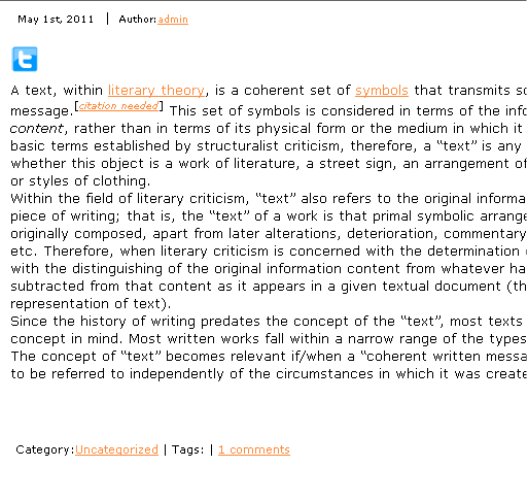 May 1st, 2011 | Author:admin
A text, within literary theory, is a coherent set of symbols that transmits
message.[citation needed] This set of symbols is considered in terms of the
content, rather than in terms of its physical form or the medium in which it
basic terms established by structuralist criticism, therefore, a “text” is any
whether this object is a work of literature, a street sign, an arrangement of
or styles of clothing.
Within the field of literary criticism, “text” also refers to the original
piece of writing; that is, the “text” of a work is that primal symbolic
originally composed, apart from later alterations, deterioration, commentary
etc. Therefore, when literary criticism is concerned with the determination
with the distinguishing of the original information content from whatever
subtracted from that content as it appears in a given textual document
representation of text).
Since the history of writing predates the concept of the “text”, most texts
concept in mind. Most written works fall within a narrow range of the types
The concept of “text” becomes relevant if/when a “coherent written
to be referred to independently of the circumstances in which it was
Category:Uncategorized | Tags: | 1 comments